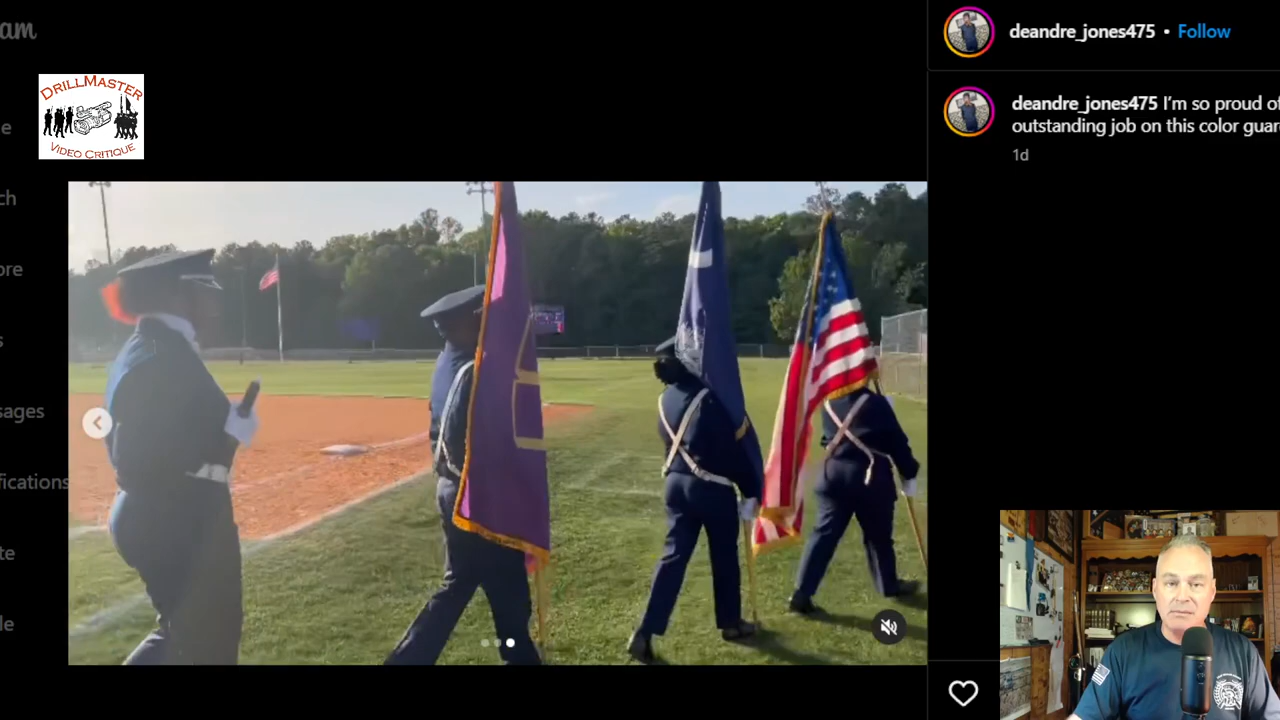 am
deandre_jones475 • Follow
DRILLMASTER
VIDEO CRITIQUE
deandre_jones475 I'm so proud of
outstanding job on this color guar
1d
e
ch
ore
s
sages
fications
te
le